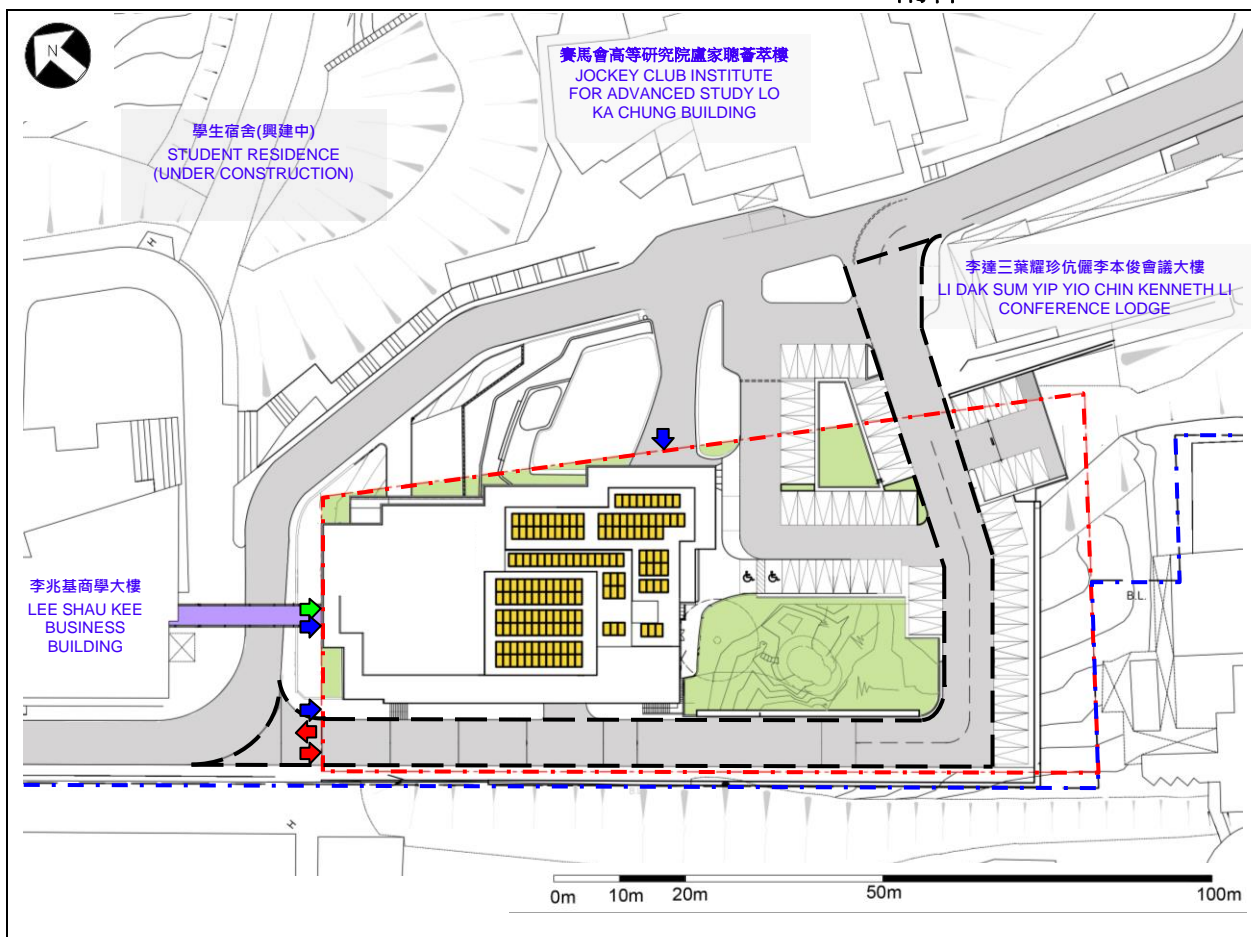 N
賽馬會高等研究院盧家驄薈萃樓
JOCKEY CLUB INSTITUTE
FOR ADVANCED STUDY LO
KA CHUNG BUILDING
學生宿舍(興建中)
STUDENT RESIDENCE
(UNDER CONSTRUCTION)
H
李達三葉耀珍伉儷李本俊會議大樓
LI DAK SUM YIP YIO CHIN KENNETH LI
CONFERENCE LODGE
李兆基商學大樓
LEE SHAU KEE
BUSINESS
BUILDING
B.L.
H
0m 10m 20m 50m 100m